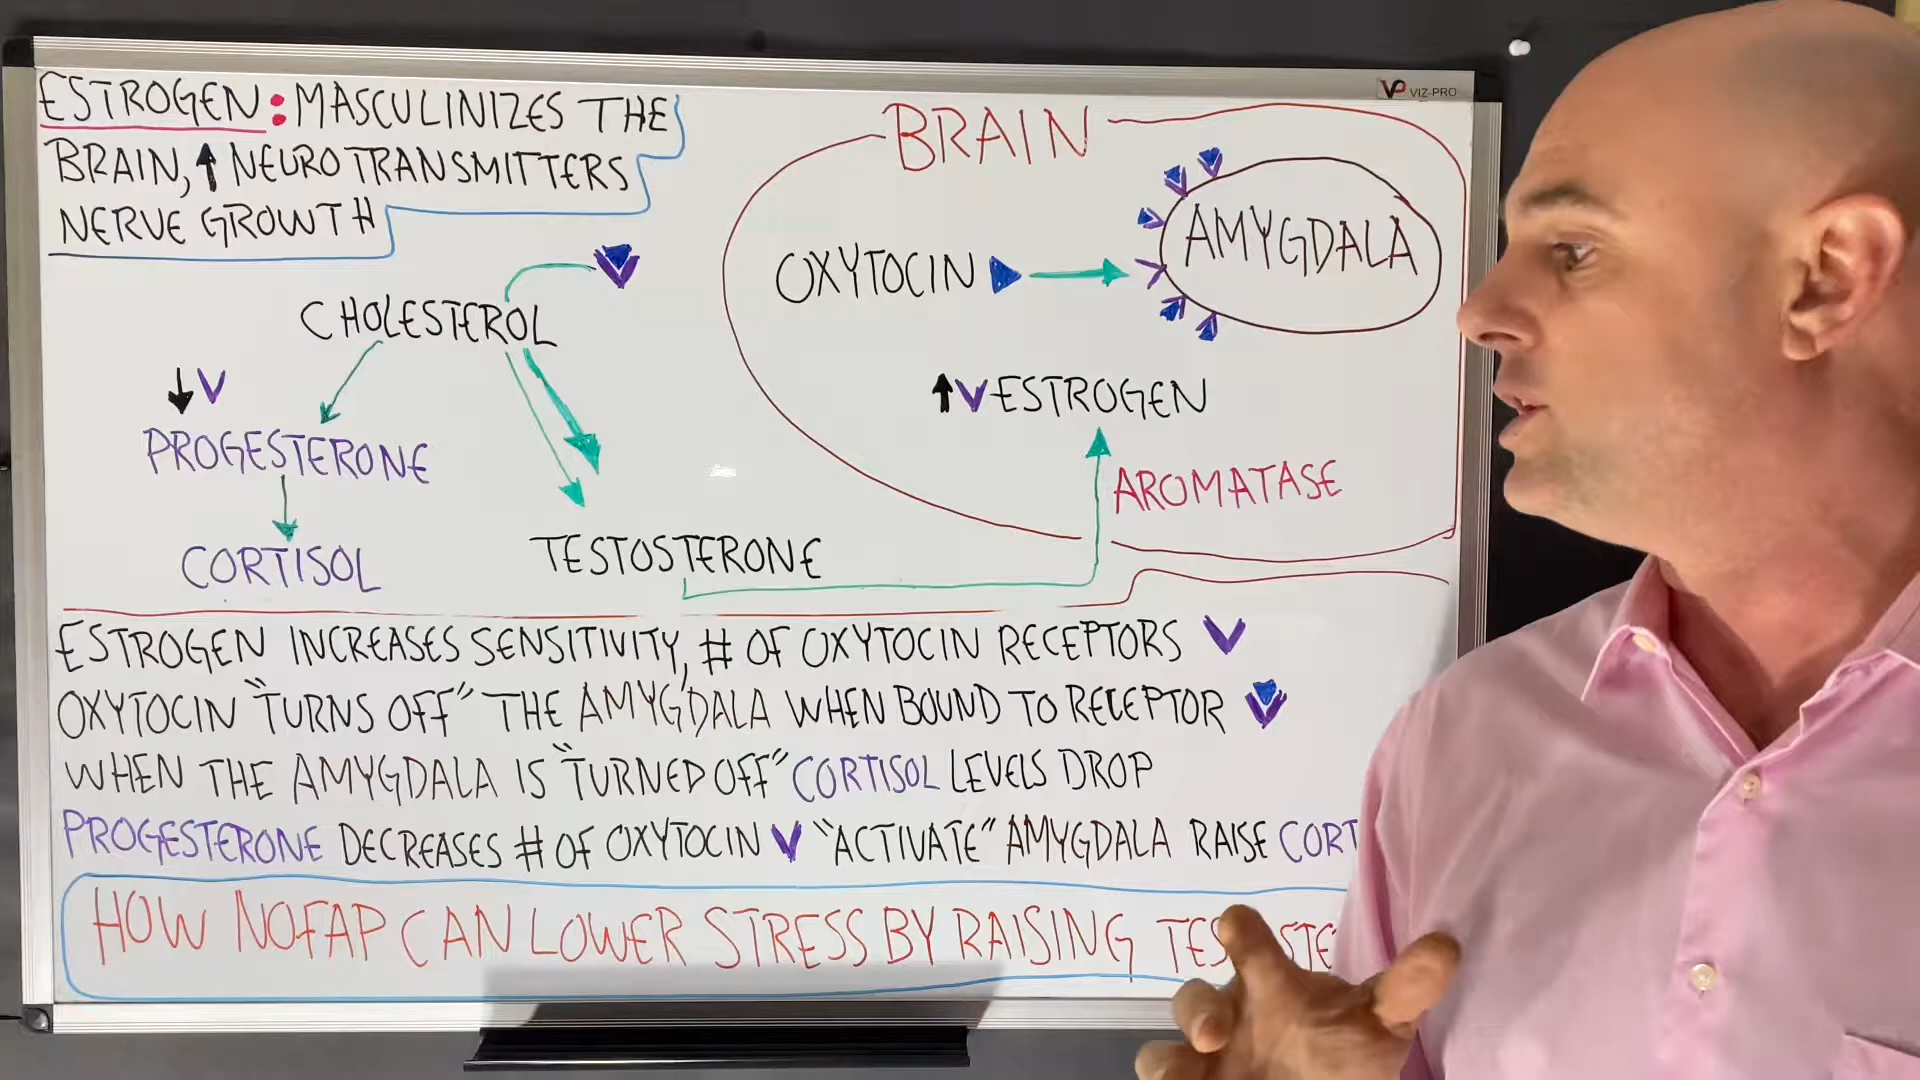 VP VIZ-PRO
ESTROGEN: MASCULINIZES THE
BRAIN, ↑ NEUROTRANSMITTERS
NERVE GROWTH
CHOLESTEROL
↓ V
PROGESTERONE
CORTISOL
TESTOSTERONE
BRAIN
OXYTOCIN
AMYGDALA
↑ V ESTROGEN
AROMATASE
ESTROGEN INCREASES SENSITIVITY, # OF OXYTOCIN RECEPTORS V
OXYTOCIN "TURNS OFF" THE AMYGDALA WHEN BOUND TO RECEPTOR
WHEN THE AMYGDALA IS "TURNED OFF" CORTISOL LEVELS DROP
PROGESTERONE DECREASES # OF OXYTOCIN V "ACTIVATE" AMYGDALA RAISE CORT
HOW NOFAP CAN LOWER STRESS BY RAISING